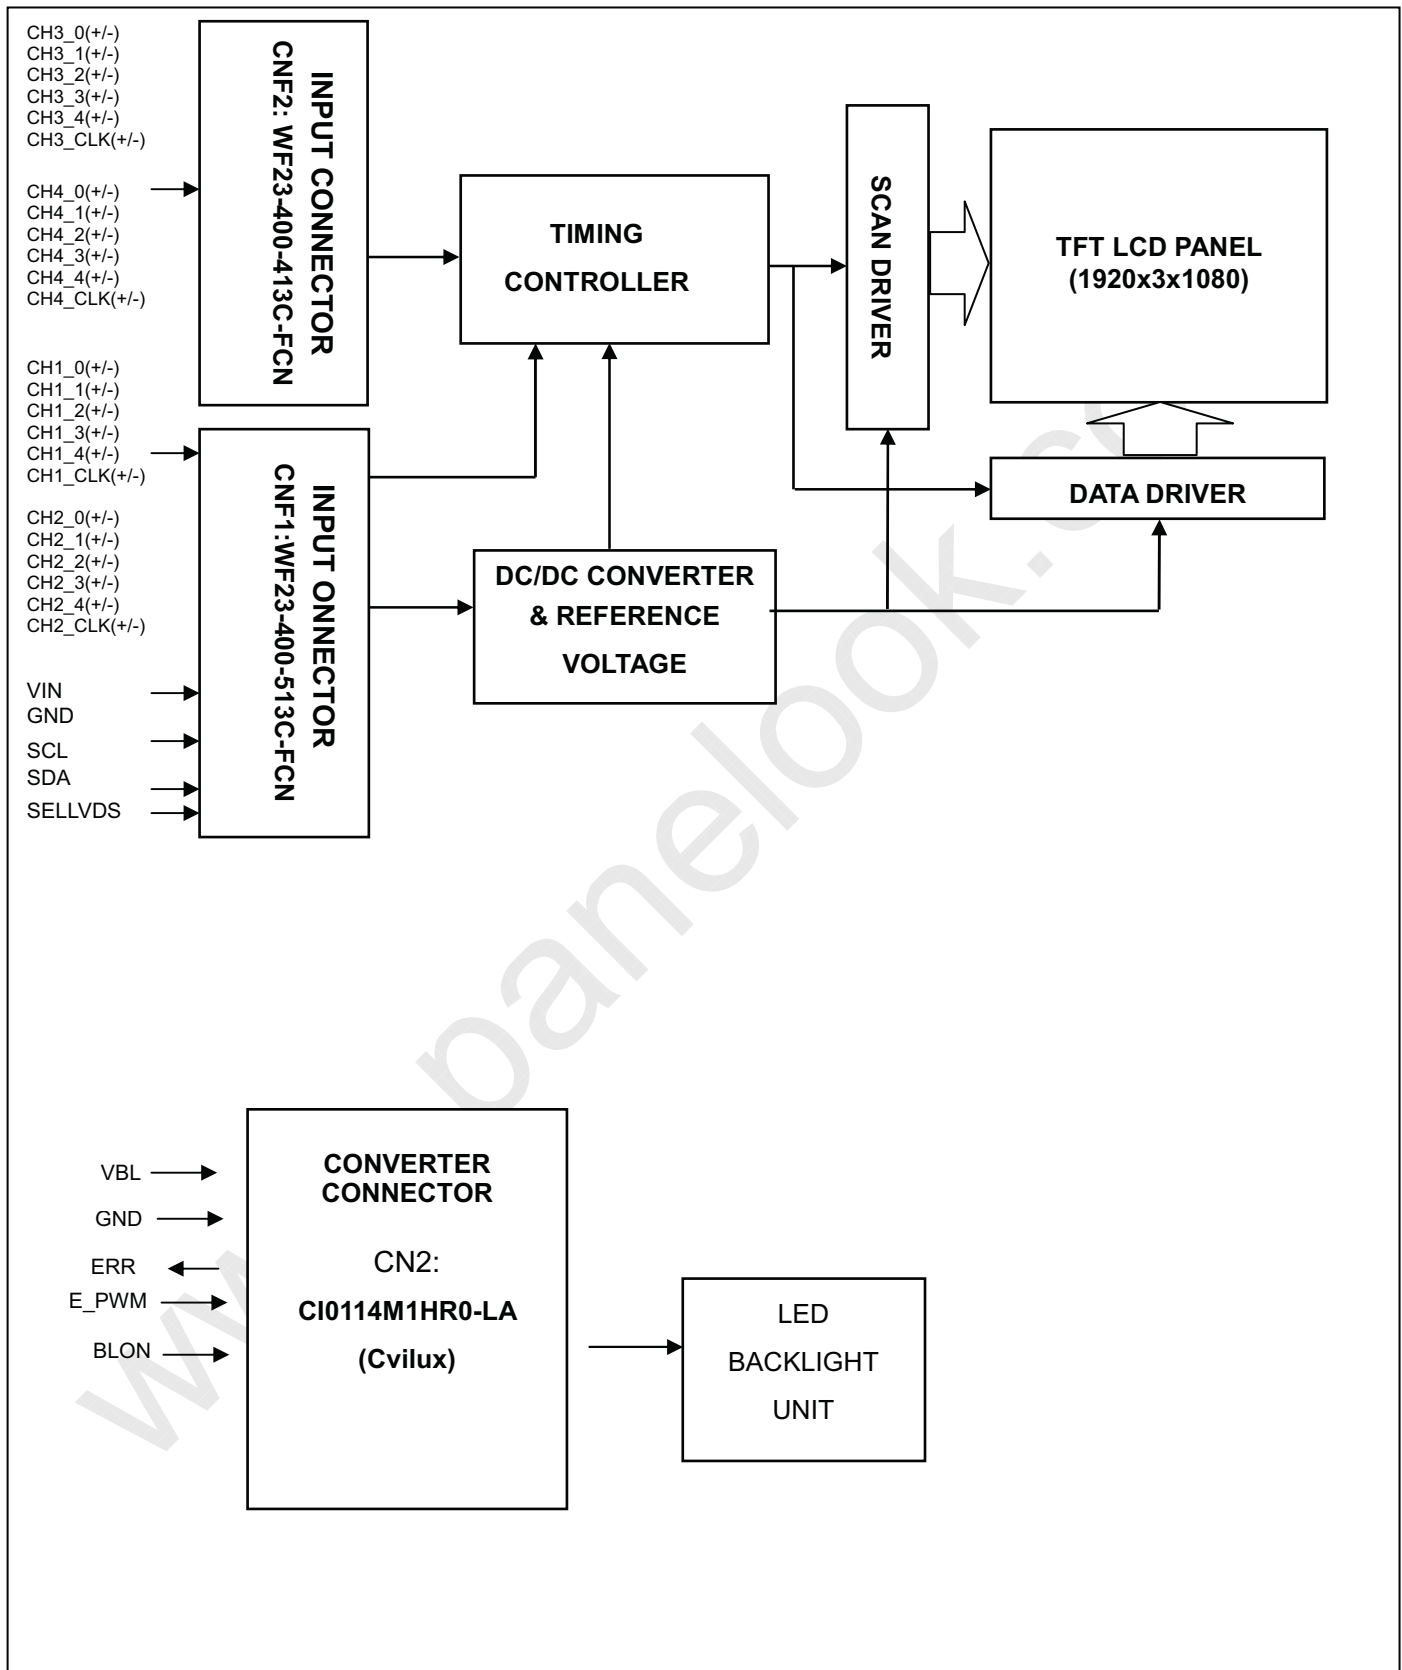 CH3_0(+/-)
CH3_1(+/-)
CH3_2(+/-)
CH3_3(+/-)
CH3_4(+/-)
CH3_CLK(+/-)
CH4_0(+/-)
CH4_1(+/-)
CH4_2(+/-)
CH4_3(+/-)
CH4_4(+/-)
CH4_CLK(+/-)
CH1_0(+/-)
CH1_1(+/-)
CH1_2(+/-)
CH1_3(+/-)
CH1_4(+/-)
CH1_CLK(+/-)
CH2_0(+/-)
CH2_1(+/-)
CH2_2(+/-)
CH2_3(+/-)
CH2_4(+/-)
CH2_CLK(+/-)
VIN
GND
SCL
SDA
SELLVDS
INPUT CONNECTOR
CNF2: WF23-400-413C-FCN
INPUT ONNECTOR
CNF1:WF23-400-513C-FCN
TIMING
CONTROLLER
DC/DC CONVERTER
& REFERENCE
VOLTAGE
SCAN DRIVER
TFT LCD PANEL
(1920x3x1080)
DATA DRIVER
VBL
GND
ERR
E_PWM
BLON
CONVERTER
CONNECTOR
CN2:
CI0114M1HR0-LA
(Cvilux)
LED
BACKLIGHT
UNIT